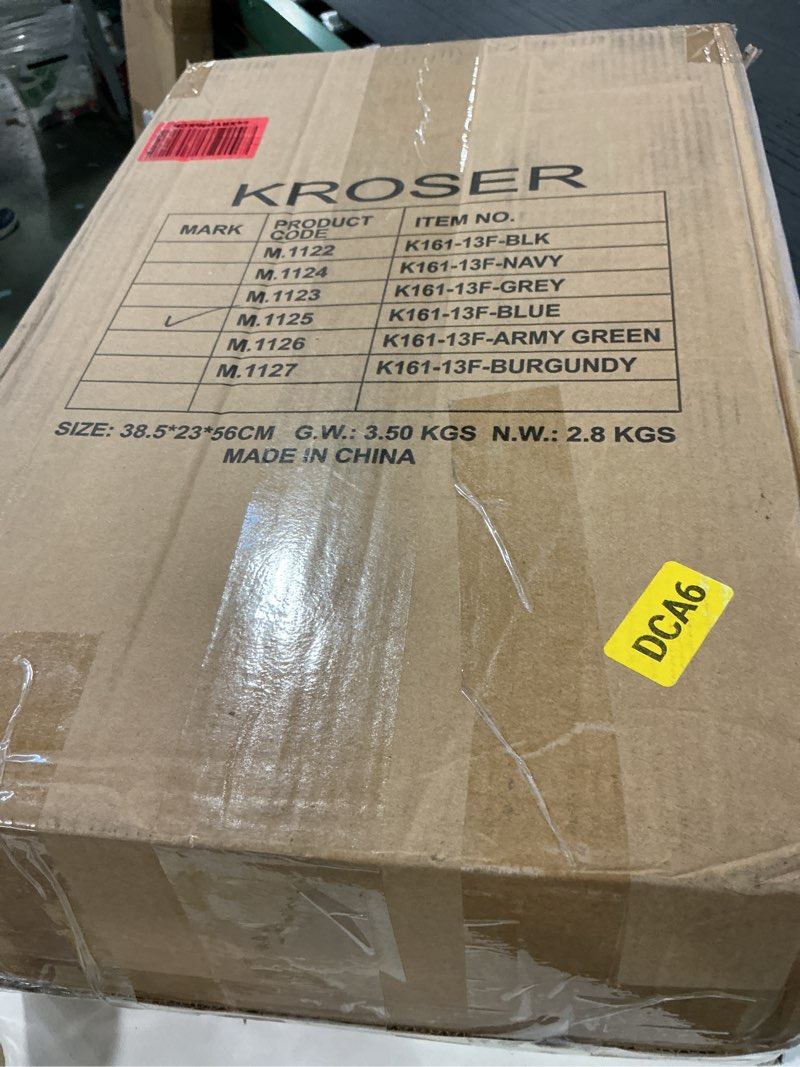 KROSER
MARK PRODUCT CODE ITEM NO.
M.1122 K161-13F-BLK
M.1124 K161-13F-NAVY
M.1123 K161-13F-GREY
M.1125 K161-13F-BLUE
M.1126 K161-13F-ARMY GREEN
M.1127 K161-13F-BURGUNDY
SIZE: 38.5*23*56CM G.W.: 3.50 KGS N.W.: 2.8 KGS
MADE IN CHINA
DCA6